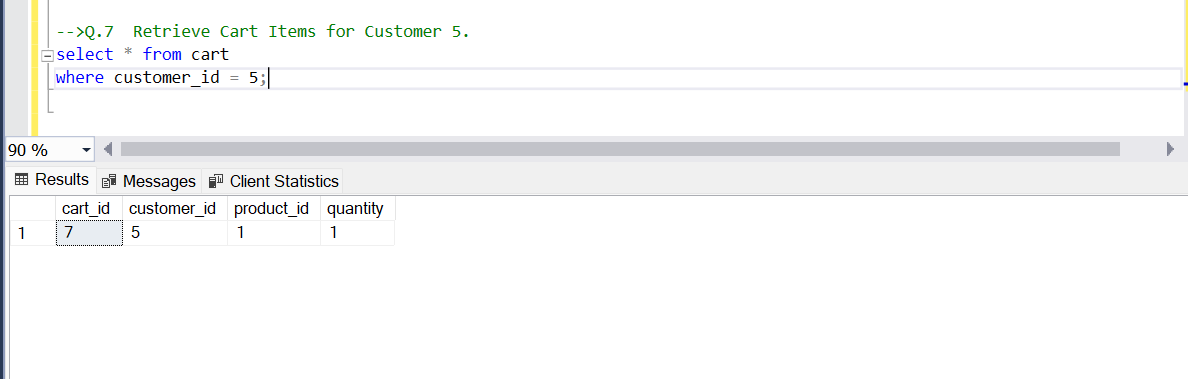 -->Q.7  Retrieve Cart Items for Customer 5.
select * from cart
where customer_id = 5;
90 %
Results Messages Client Statistics
cart_id customer_id product_id quantity
1 7 5 1 1